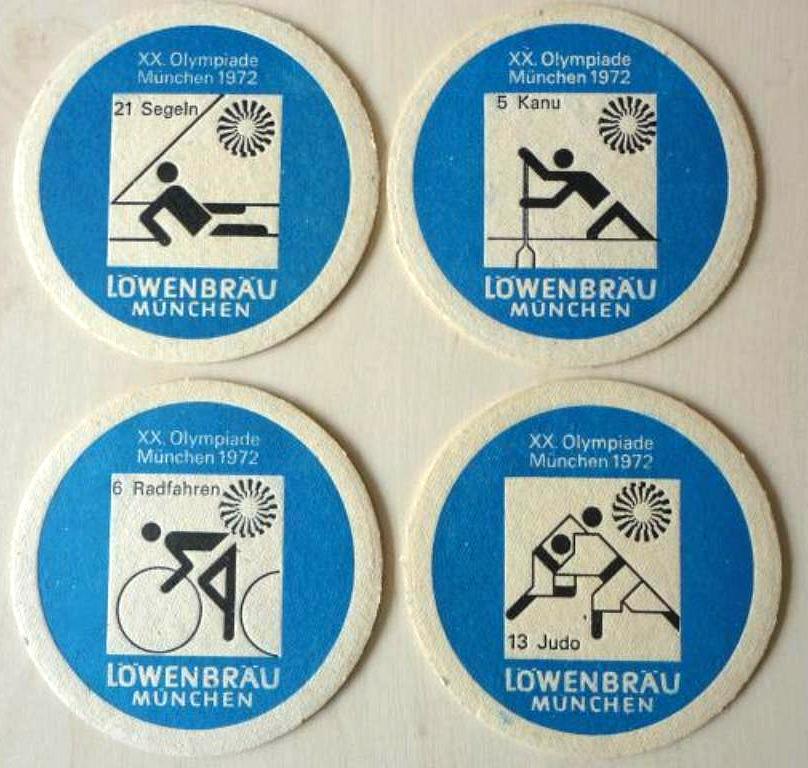 XX. Olympiade
München 1972
21 Segeln
LÖWENBRÄU
MÜNCHEN
XX. Olympiade
München 1972
5 Kanu
LÖWENBRÄU
MÜNCHEN
XX. Olympiade
München 1972
6 Radfahren
LÖWENBRÄU
MÜNCHEN
XX. Olympiade
München 1972
13 Judo
LÖWENBRÄU
MÜNCHEN